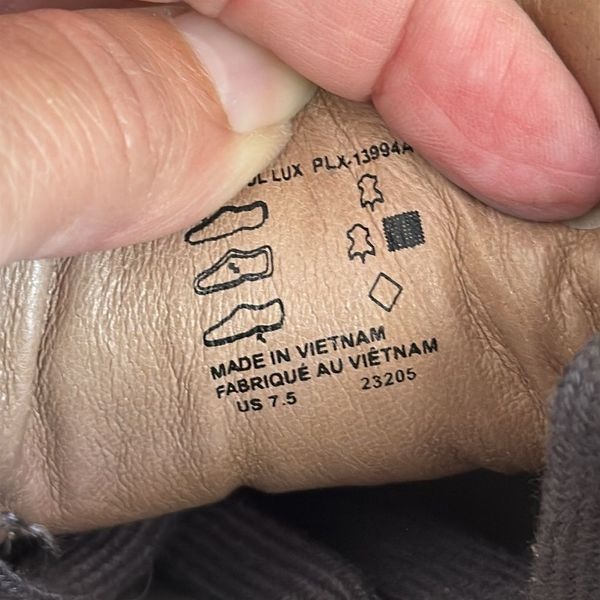 LUX PLX-13994A
MADE IN VIETNAM
FABRIQUÉ AU VIÊTNAM
US 7.5 23205